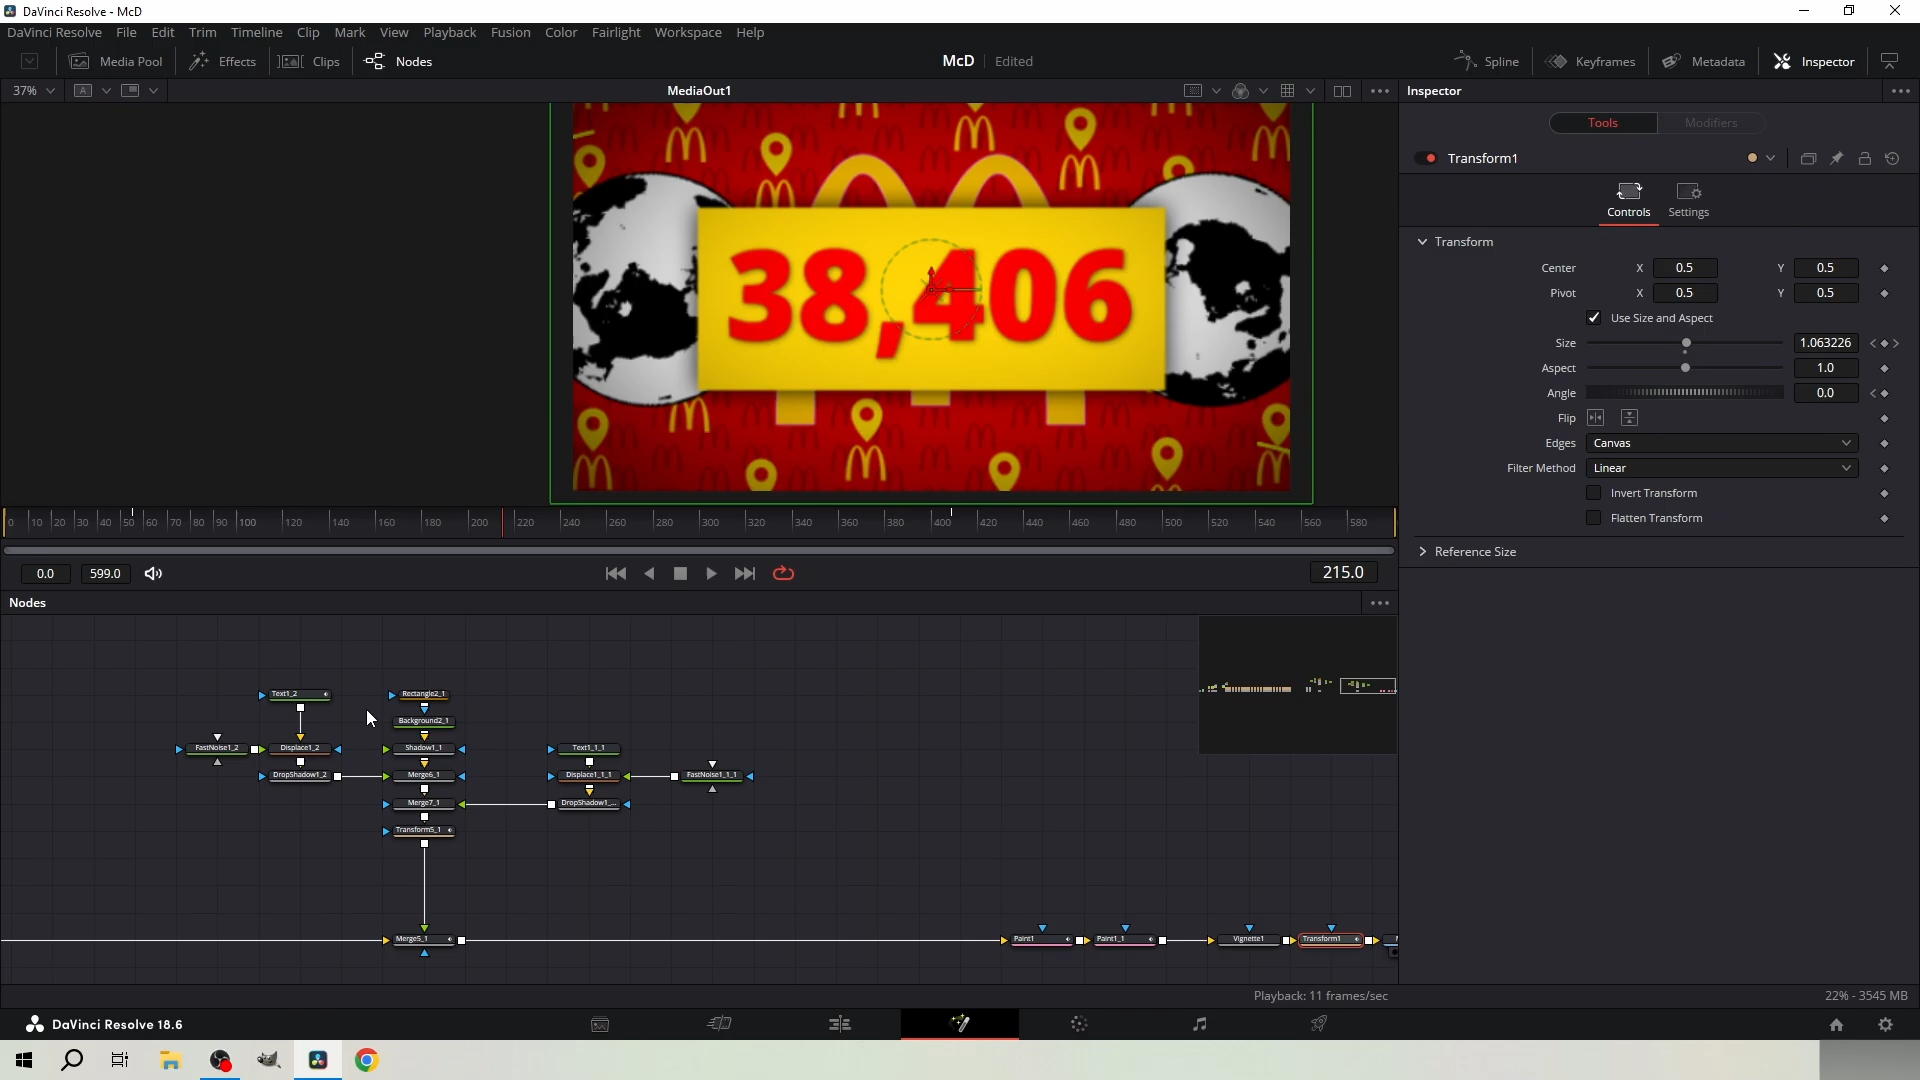 DaVinci Resolve - McD
DaVinci Resolve File Edit Trim Timeline Clip Mark View Playback Fusion Color Fairlight Workspace Help
Media Pool Effects Clips Nodes McD Edited Spline Keyframes Metadata Inspector
37% A MediaOut1 Inspector
Tools Modifiers
Transform1
Controls Settings
38,406
Transform
Center X 0.5 Y 0.5
Pivot X 0.5 Y 0.5
Use Size and Aspect
Size 1.063226
Aspect 1.0
Angle 0.0
Flip
Edges Canvas
Filter Method Linear
Invert Transform
Flatten Transform
Reference Size
0 10 20 30 40 50 60 70 80 90 100 120 140 160 180 200 220 240 260 280 300 320 340 360 380 400 420 440 460 480 500 520 540 560 580
0.0 599.0 215.0
Nodes
Text1_2 Rectangle2_1
Background2_1
FastNoise1_2 Displace1_2 Shadow1_1 Text1_1_1
DropShadow1_2 Merge6_1 Displace1_1_1 FastNoise1_1_1
Merge7_1 DropShadow1_...
Transform5_1
Merge5_1 Paint1 Paint1_1 Vignette1 Transform1
Playback: 11 frames/sec 22% - 3545 MB
DaVinci Resolve 18.6